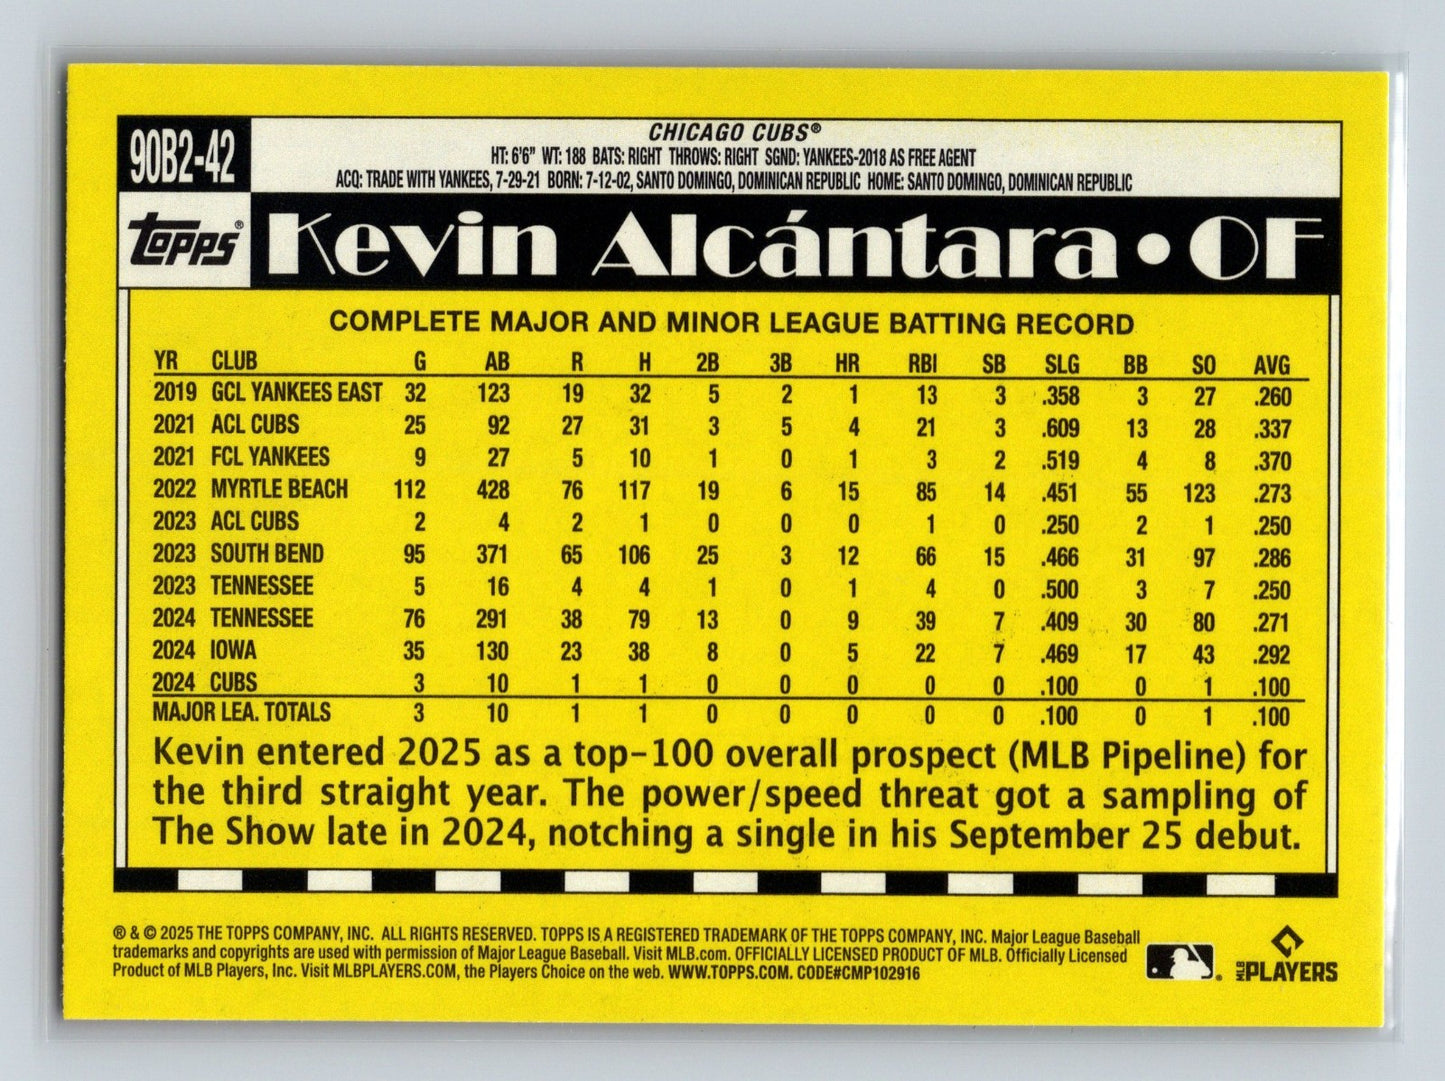 90B2-42
CHICAGO CUBS®
HT: 6'6" WT: 188 BATS: RIGHT THROWS: RIGHT SGND: YANKEES-2018 AS FREE AGENT
ACQ: TRADE WITH YANKEES, 7-29-21 BORN: 7-12-02, SANTO DOMINGO, DOMINICAN REPUBLIC HOME: SANTO DOMINGO, DOMINICAN REPUBLIC
topps®
Kevin Alcántara • OF
COMPLETE MAJOR AND MINOR LEAGUE BATTING RECORD
YR CLUB G AB R H 2B 3B HR RBI SB SLG BB SO AVG
2019 GCL YANKEES EAST 32 123 19 32 5 2 1 13 3 .358 3 27 .260
2021 ACL CUBS 25 92 27 31 3 5 4 21 3 .609 13 28 .337
2021 FCL YANKEES 9 27 5 10 1 0 1 3 2 .519 4 8 .370
2022 MYRTLE BEACH 112 428 76 117 19 6 15 85 14 .451 55 123 .273
2023 ACL CUBS 2 4 2 1 0 0 0 1 0 .250 2 1 .250
2023 SOUTH BEND 95 371 65 106 25 3 12 66 15 .466 31 97 .286
2023 TENNESSEE 5 16 4 4 1 0 1 4 0 .500 3 7 .250
2024 TENNESSEE 76 291 38 79 13 0 9 39 7 .409 30 80 .271
2024 IOWA 35 130 23 38 8 0 5 22 7 .469 17 43 .292
2024 CUBS 3 10 1 1 0 0 0 0 0 .100 0 1 .100
MAJOR LEA. TOTALS 3 10 1 1 0 0 0 0 0 .100 0 1 .100
Kevin entered 2025 as a top-100 overall prospect (MLB Pipeline) for
the third straight year. The power/speed threat got a sampling of
The Show late in 2024, notching a single in his September 25 debut.
® & © 2025 THE TOPPS COMPANY, INC. ALL RIGHTS RESERVED. TOPPS IS A REGISTERED TRADEMARK OF THE TOPPS COMPANY, INC. Major League Baseball
trademarks and copyrights are used with permission of Major League Baseball. Visit MLB.com. OFFICIALLY LICENSED PRODUCT OF MLB. Officially Licensed
Product of MLB Players, Inc. Visit MLBPLAYERS.COM, the Players Choice on the web. WWW.TOPPS.COM. CODE#CMP102916
MLB PLAYERS